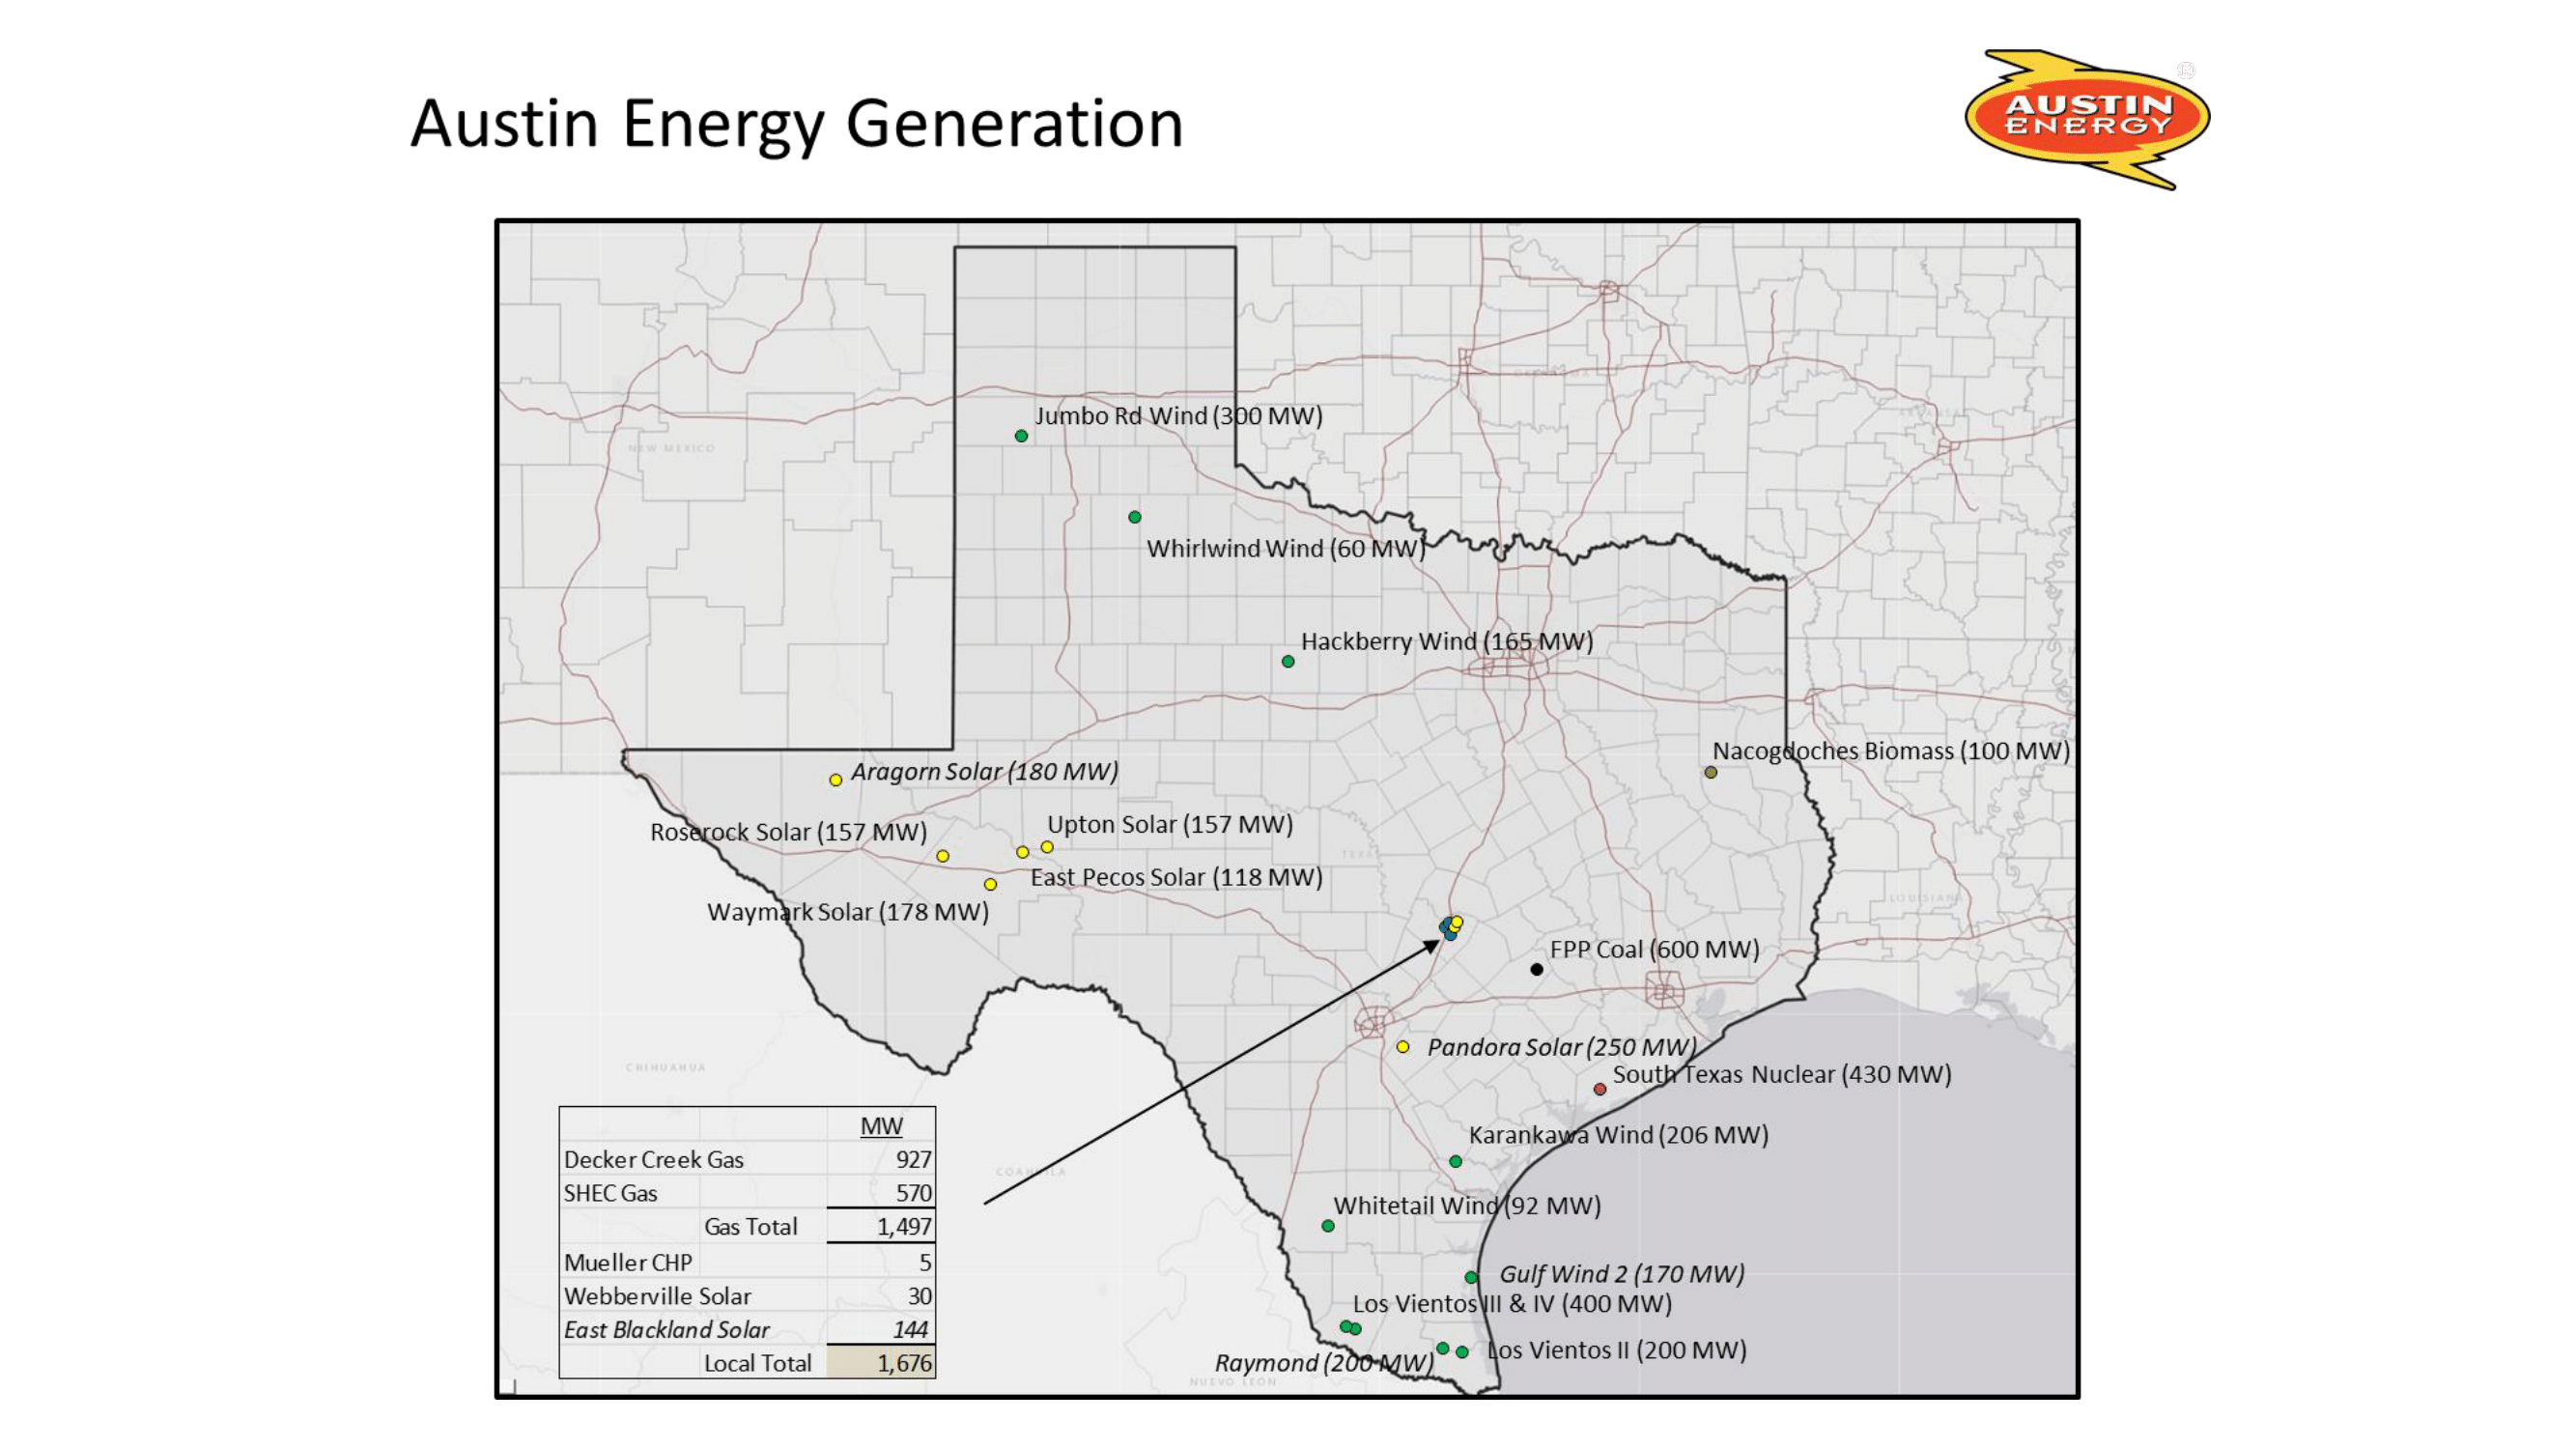 Austin Energy Generation
AUSTIN
ENERGY
®
OKLAHOMA
ARKANSAS
Jumbo Rd Wind (300 MW)
NEW MEXICO
Whirlwind Wind (60 MW)
Hackberry Wind (165 MW)
Nacogdoches Biomass (100 MW)
Aragorn Solar (180 MW)
Roserock Solar (157 MW)
Upton Solar (157 MW)
TEXAS
East Pecos Solar (118 MW)
LOUISIANA
Waymark Solar (178 MW)
FPP Coal (600 MW)
Pandora Solar (250 MW)
CHIHUAHUA
South Texas Nuclear (430 MW)
Karankawa Wind (206 MW)
COAHUILA
Whitetail Wind (92 MW)
Gulf Wind 2 (170 MW)
Los Vientos III & IV (400 MW)
Los Vientos II (200 MW)
Raymond (200 MW)
NUEVO LEÓN
MW
Decker Creek Gas 927
SHEC Gas 570
Gas Total 1,497
Mueller CHP 5
Webberville Solar 30
East Blackland Solar 144
Local Total 1,676